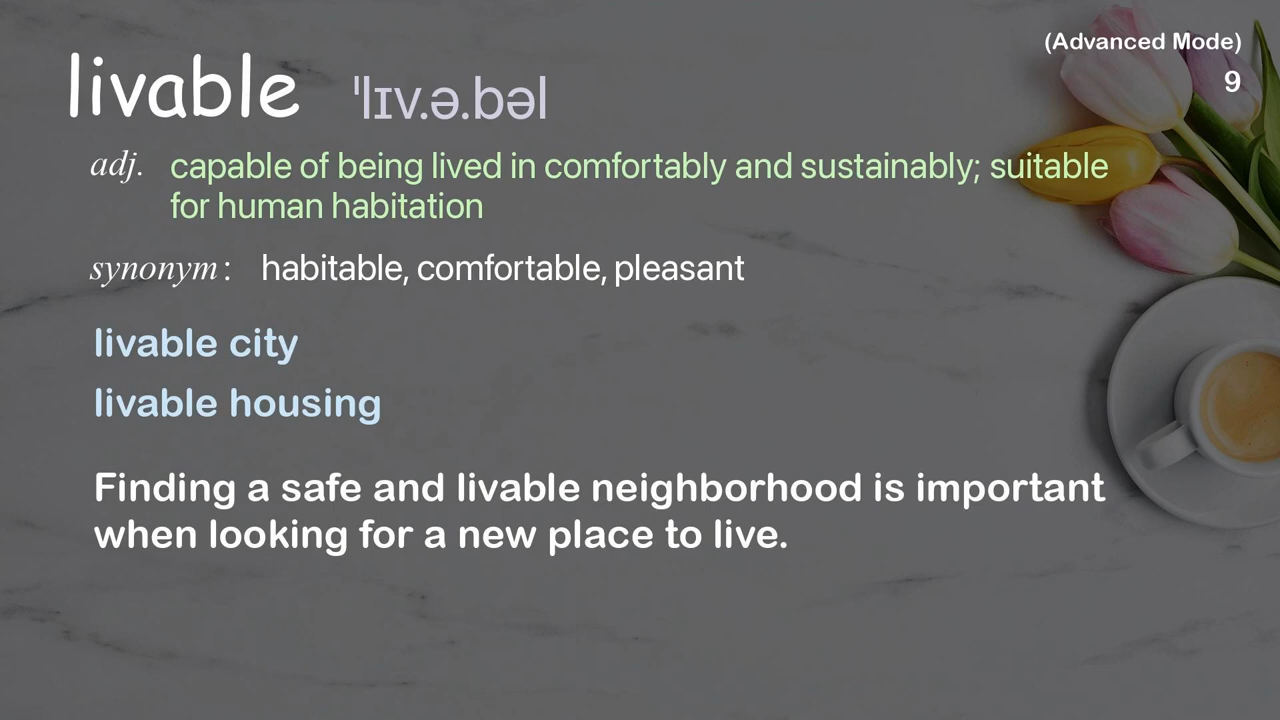 (Advanced Mode)
9
livable ˈlɪv.ə.bəl
adj. capable of being lived in comfortably and sustainably; suitable
for human habitation
synonym: habitable, comfortable, pleasant
livable city
livable housing
Finding a safe and livable neighborhood is important
when looking for a new place to live.